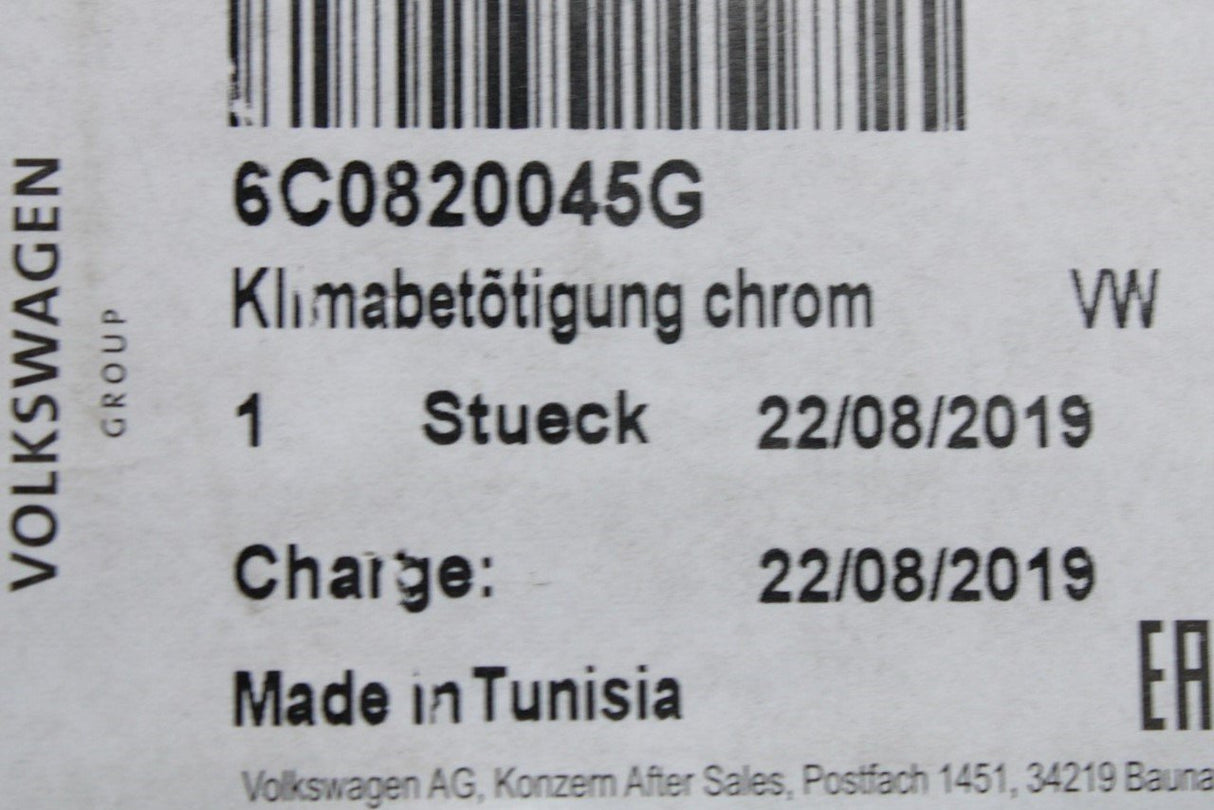 VOLKSWAGEN
GROUP
6C0820045G
Klimabetötigung chrom VW
1 Stueck 22/08/2019
Charge: 22/08/2019
Made in Tunisia
EA
Volkswagen AG, Konzern After Sales, Postfach 1451, 34219 Bauna